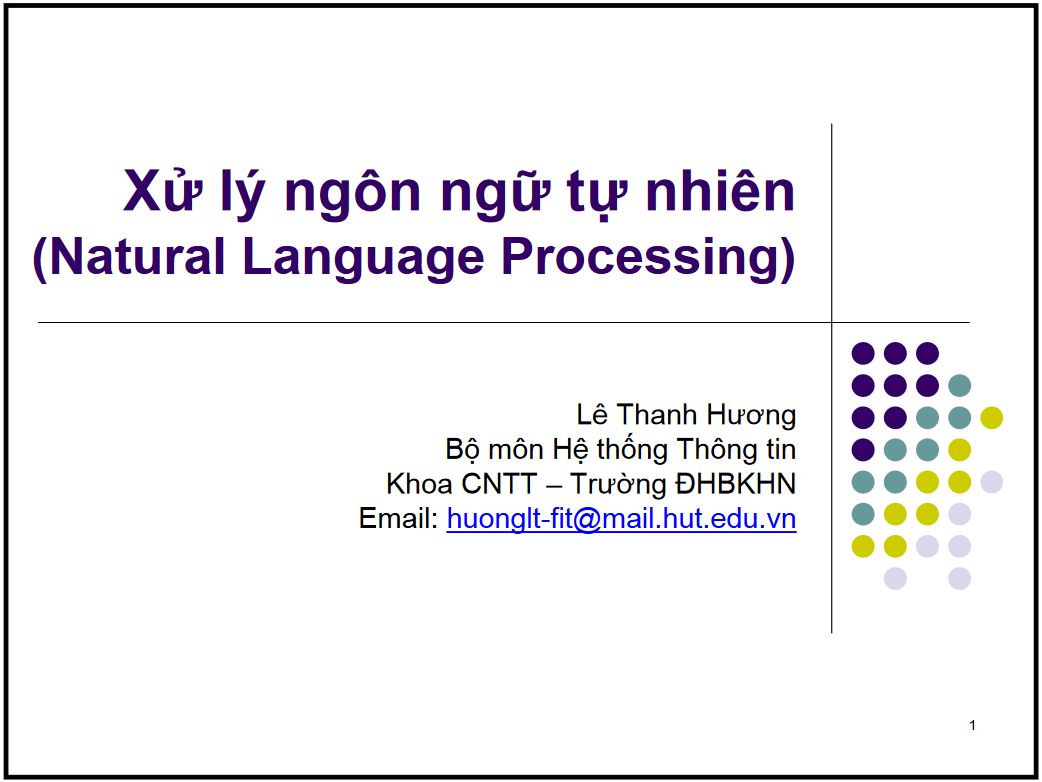 Xử lý ngôn ngữ tự nhiên
(Natural Language Processing)
Lê Thanh Hương
Bộ môn Hệ thống Thông tin
Khoa CNTT – Trường ĐHBKHN
Email: huonglt-fit@mail.hut.edu.vn
1